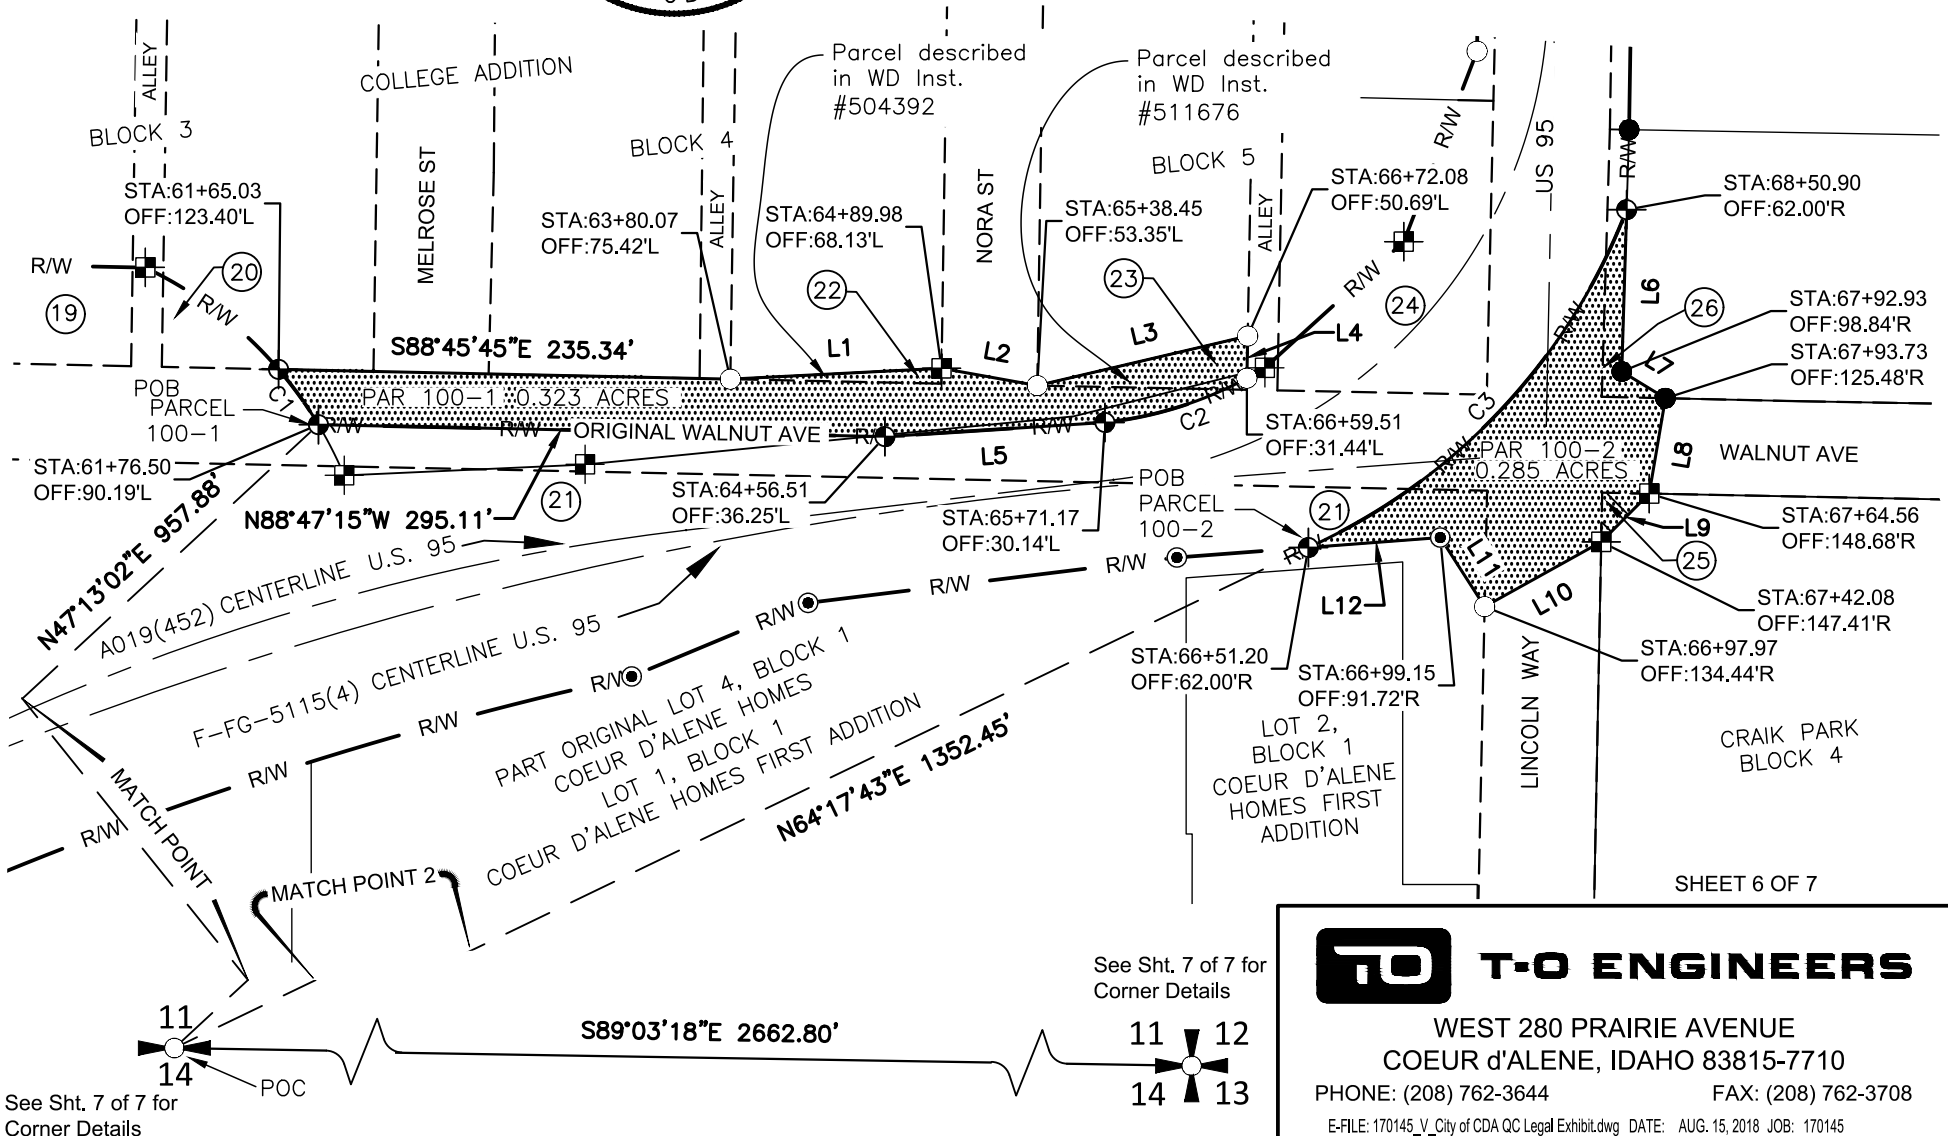 ALLEY
COLLEGE ADDITION
Parcel described
in WD Inst.
#504392
Parcel described
in WD Inst.
#511676
BLOCK 3
MELROSE ST
BLOCK 4
ALLEY
NORA ST
BLOCK 5
ALLEY
R/W
US 95
R/W
STA:61+65.03
OFF:123.40'L
STA:63+80.07
OFF:75.42'L
STA:64+89.98
OFF:68.13'L
STA:65+38.45
OFF:53.35'L
STA:66+72.08
OFF:50.69'L
STA:68+50.90
OFF:62.00'R
R/W
19
20
R/W
22
23
R/W
24
R/W
L6
26
STA:67+92.93
OFF:98.84'R
STA:67+93.73
OFF:125.48'R
S88°45'45"E 235.34'
L1
L2
L3
L4
L7
POB
PARCEL
100-1
C1
PAR 100-1 0.323 ACRES
R/W
R/W
ORIGINAL WALNUT AVE
R/W
R/W
R/W
C2
C3
R/W
L5
STA:66+59.51
OFF:31.44'L
PAR 100-2
0.285 ACRES
L8
WALNUT AVE
STA:61+76.50
OFF:90.19'L
N88°47'15"W 295.11'
21
STA:64+56.51
OFF:36.25'L
STA:65+71.17
OFF:30.14'L
POB
PARCEL
100-2
21
L9
25
STA:67+64.56
OFF:148.68'R
N47°13'02"E 957.88'
A019(452) CENTERLINE U.S. 95
F-FG-5115(4) CENTERLINE U.S. 95
R/W
R/W
R/W
R/W
R/W
L12
L11
L10
STA:67+42.08
OFF:147.41'R
STA:66+51.20
OFF:62.00'R
STA:66+99.15
OFF:91.72'R
STA:66+97.97
OFF:134.44'R
R/W
R/W
R/W
MATCH POINT
PART ORIGINAL LOT 4, BLOCK 1
COEUR D'ALENE HOMES
LOT 1, BLOCK 1
COEUR D'ALENE HOMES FIRST ADDITION
N64°17'43"E 1352.45'
LOT 2,
BLOCK 1
COEUR D'ALENE
HOMES FIRST
ADDITION
LINCOLN WAY
CRAIK PARK
BLOCK 4
MATCH POINT 2
SHEET 6 OF 7
See Sht. 7 of 7 for
Corner Details
11
14
POC
S89°03'18"E 2662.80'
11 12
14 13
See Sht. 7 of 7 for
Corner Details
TO T-O ENGINEERS
WEST 280 PRAIRIE AVENUE
COEUR d'ALENE, IDAHO 83815-7710
PHONE: (208) 762-3644 FAX: (208) 762-3708
E-FILE: 170145_V_City of CDA QC Legal Exhibit.dwg DATE: AUG. 15, 2018 JOB: 170145